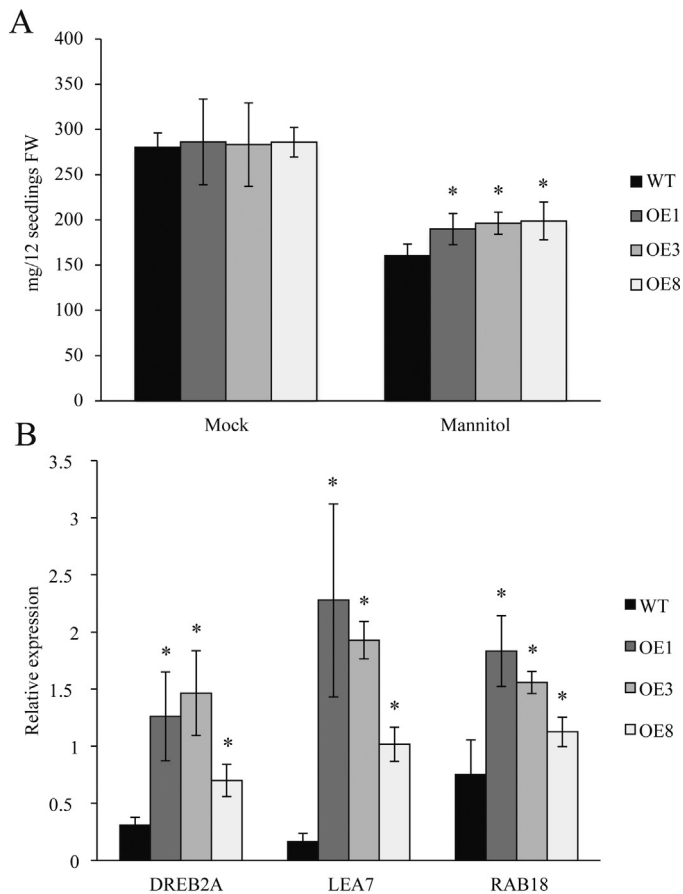 A
400
350
300
250
200
150
100
50
0
mg/12 seedlings FW
* * *
WT
OE1
OE3
OE8
Mock Mannitol
B
3.5
3
2.5
2
1.5
1
0.5
0
Relative expression
* * * * * * * * *
WT
OE1
OE3
OE8
DREB2A LEA7 RAB18